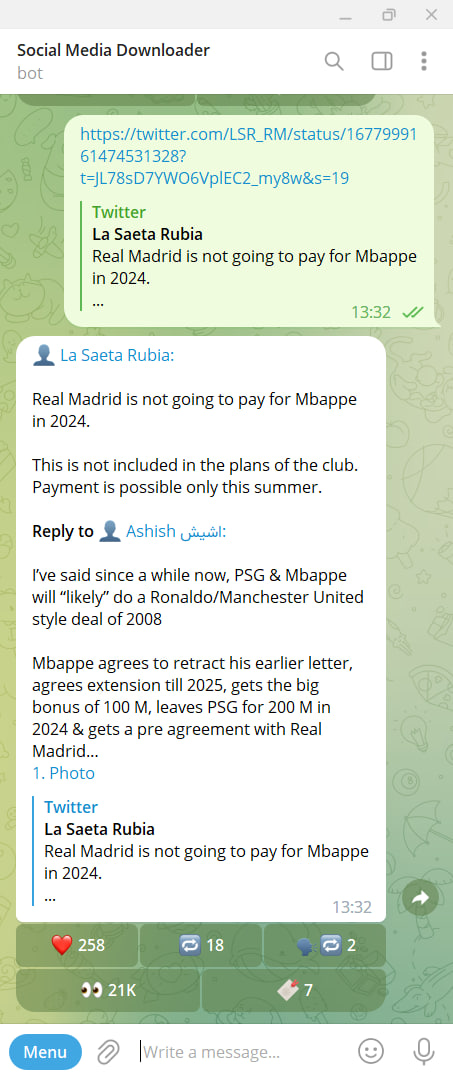 Social Media Downloader
bot
https://twitter.com/LSR_RM/status/16779991
61474531328?
t=JL78sD7YWO6VplEC2_my8w&s=19
Twitter
La Saeta Rubia
Real Madrid is not going to pay for Mbappe
in 2024.
...
13:32
La Saeta Rubia:
Real Madrid is not going to pay for Mbappe
in 2024.
This is not included in the plans of the club.
Payment is possible only this summer.
Reply to Ashish اشیش:
I’ve said since a while now, PSG & Mbappe
will “likely” do a Ronaldo/Manchester United
style deal of 2008
Mbappe agrees to retract his earlier letter,
agrees extension till 2025, gets the big
bonus of 100 M, leaves PSG for 200 M in
2024 & gets a pre agreement with Real
Madrid...
1. Photo
Twitter
La Saeta Rubia
Real Madrid is not going to pay for Mbappe
in 2024.
...
13:32
258
18
2
21K
7
Menu
Write a message...